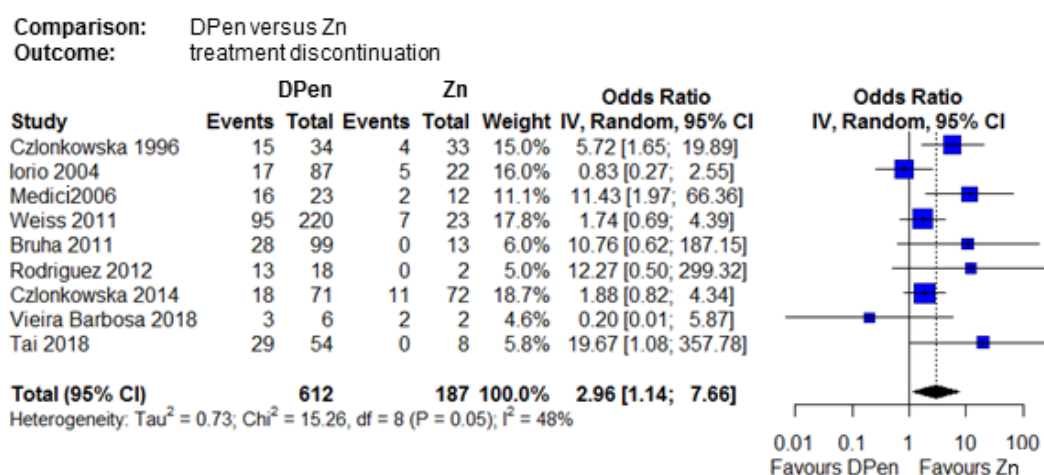 Comparison: DPen versus Zn
Outcome: treatment discontinuation
DPen Zn Odds Ratio Odds Ratio
Study Events Total Events Total Weight IV, Random, 95% CI IV, Random, 95% CI
Czlonkowska 1996 15 34 4 33 15.0% 5.72 [1.65; 19.89]
Iorio 2004 17 87 5 22 16.0% 0.83 [0.27; 2.55]
Medici2006 16 23 2 12 11.1% 11.43 [1.97; 66.36]
Weiss 2011 95 220 7 23 17.8% 1.74 [0.69; 4.39]
Bruha 2011 28 99 0 13 6.0% 10.76 [0.62; 187.15]
Rodriguez 2012 13 18 0 2 5.0% 12.27 [0.50; 299.32]
Czlonkowska 2014 18 71 11 72 18.7% 1.88 [0.82; 4.34]
Vieira Barbosa 2018 3 6 2 2 4.6% 0.20 [0.01; 5.87]
Tai 2018 29 54 0 8 5.8% 19.67 [1.08; 357.78]
Total (95% CI) 612 187 100.0% 2.96 [1.14; 7.66]
Heterogeneity: Tau² = 0.73; Chi² = 15.26, df = 8 (P = 0.05); I² = 48%
0.01 0.1 1 10 100
Favours DPen Favours Zn